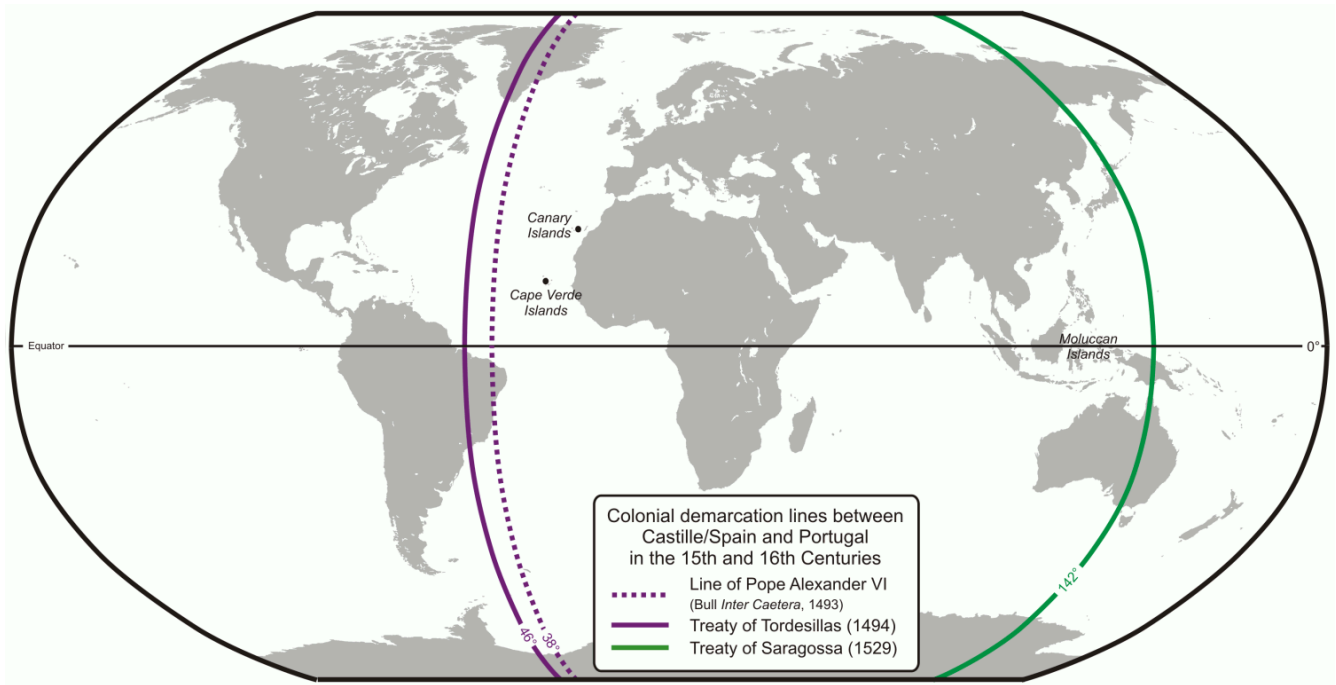 Canary
Islands
Cape Verde
Islands
Equator
Moluccan
Islands
0°
Colonial demarcation lines between
Castille/Spain and Portugal
in the 15th and 16th Centuries
Line of Pope Alexander VI
(Bull Inter Caetera, 1493)
Treaty of Tordesillas (1494)
Treaty of Saragossa (1529)
142°
46°
38°